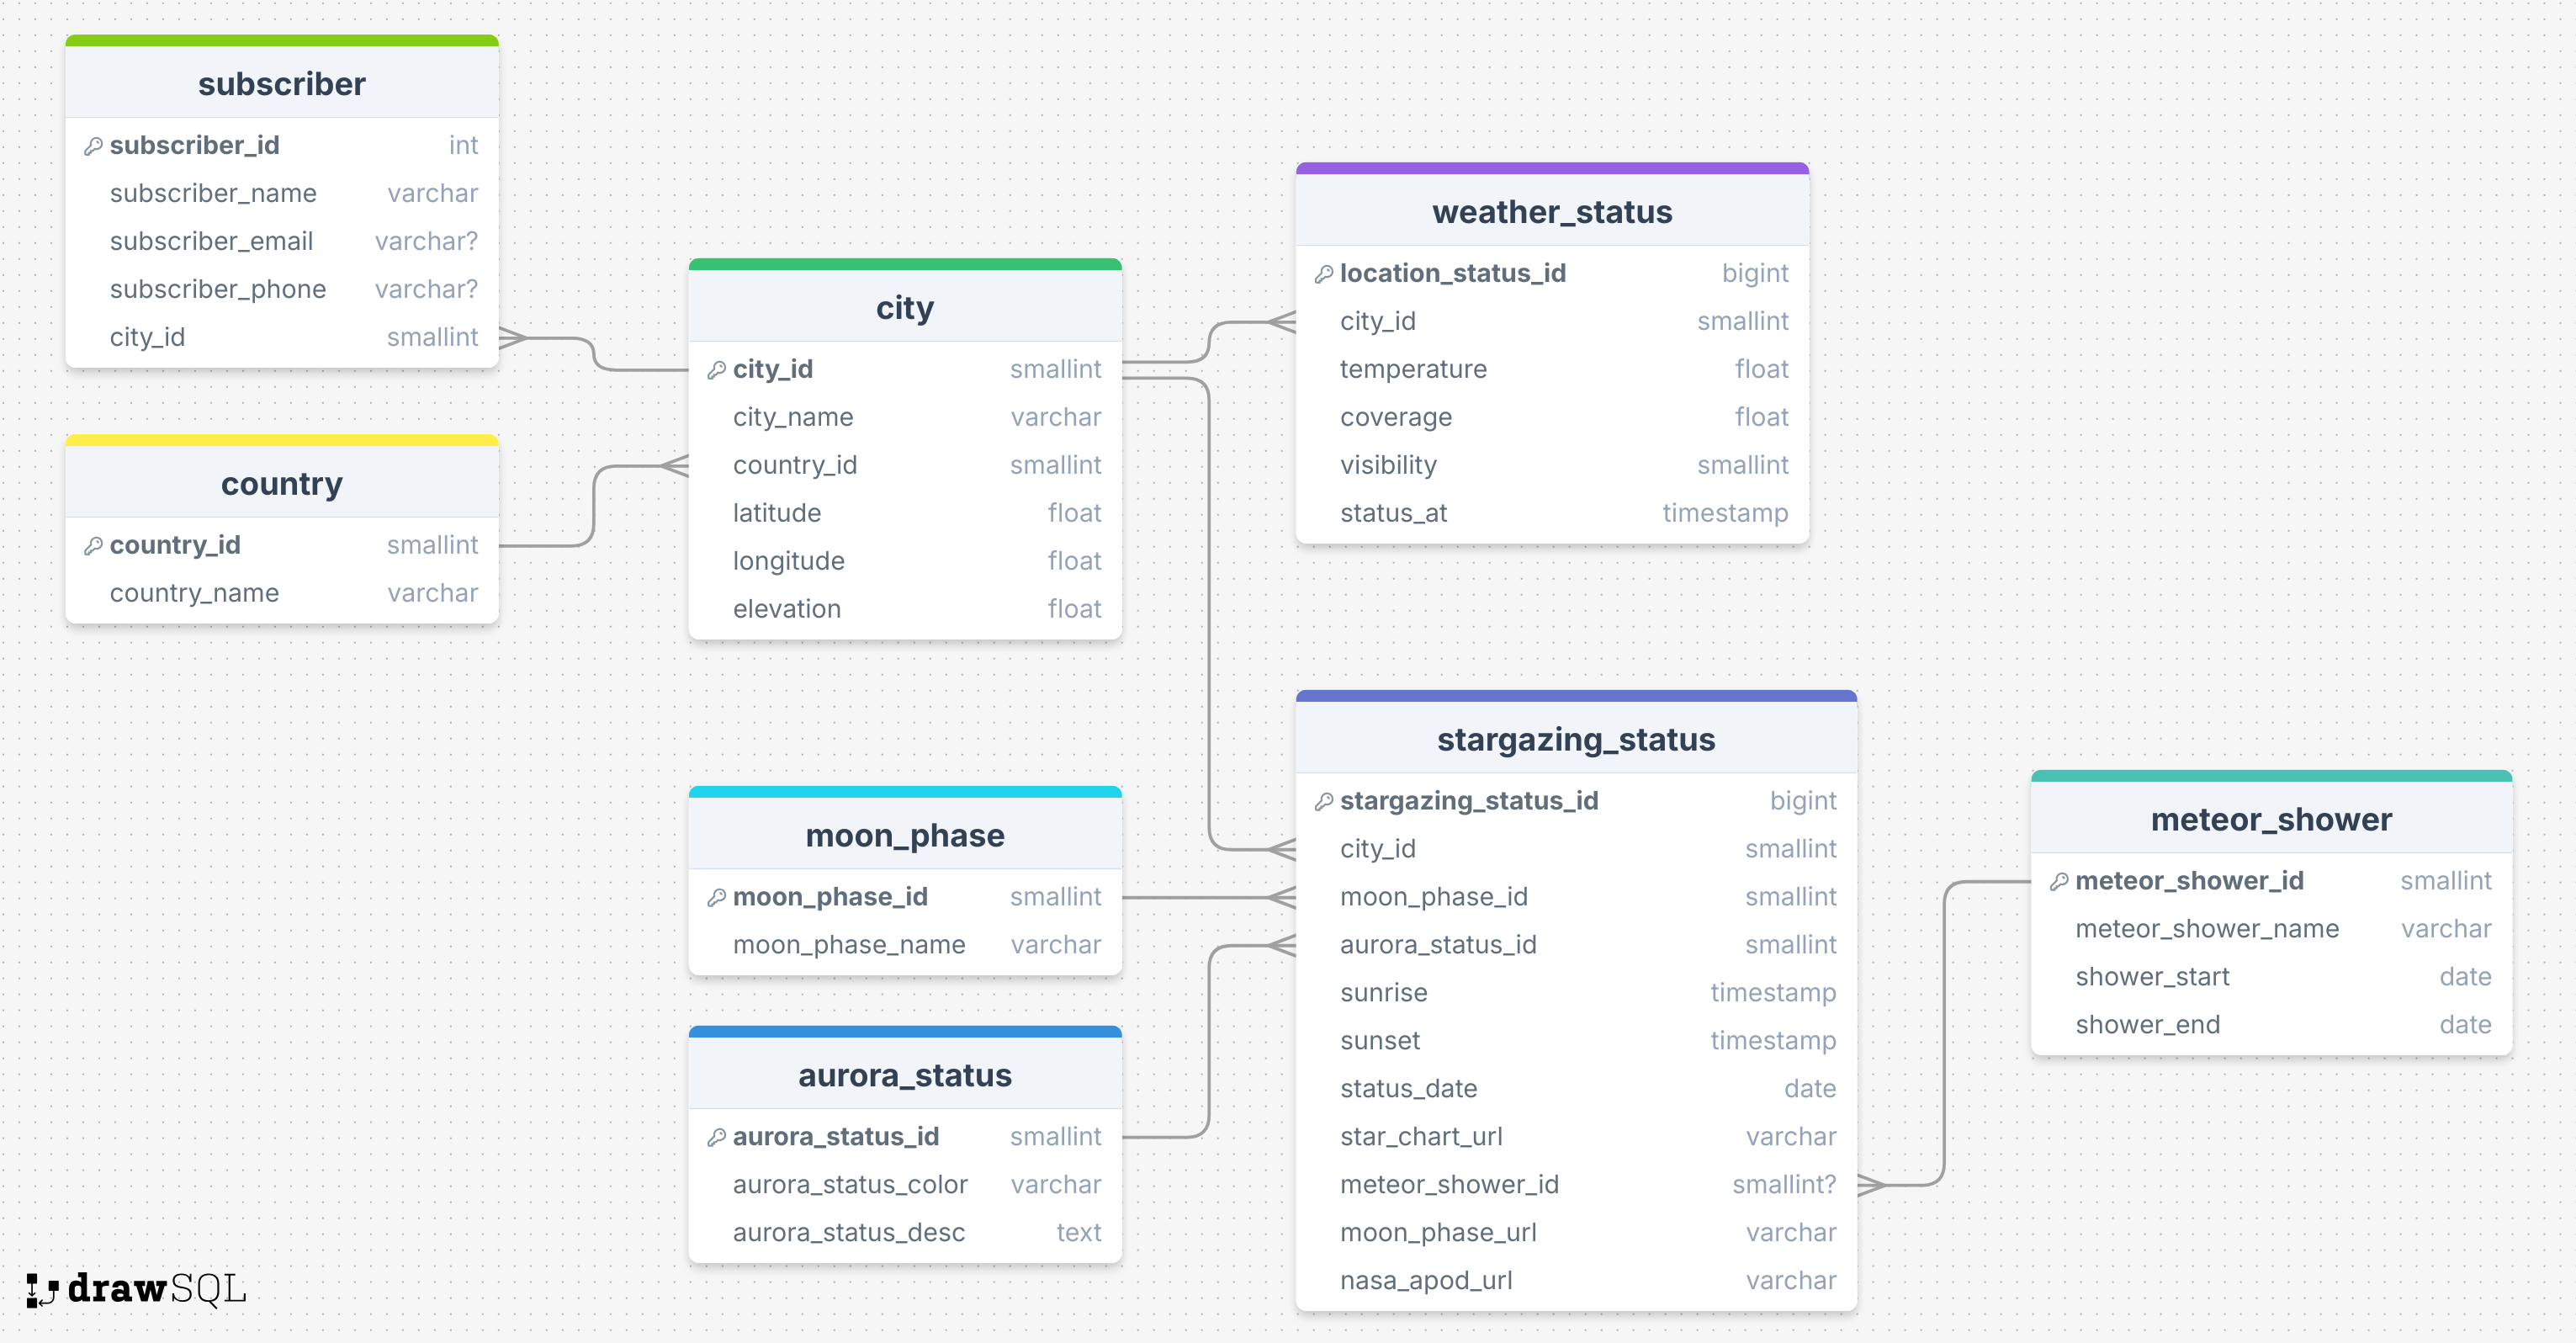 subscriber
subscriber_id int
subscriber_name varchar
subscriber_email varchar?
subscriber_phone varchar?
city_id smallint
country
country_id smallint
country_name varchar
city
city_id smallint
city_name varchar
country_id smallint
latitude float
longitude float
elevation float
moon_phase
moon_phase_id smallint
moon_phase_name varchar
aurora_status
aurora_status_id smallint
aurora_status_color varchar
aurora_status_desc text
weather_status
location_status_id bigint
city_id smallint
temperature float
coverage float
visibility smallint
status_at timestamp
stargazing_status
stargazing_status_id bigint
city_id smallint
moon_phase_id smallint
aurora_status_id smallint
sunrise timestamp
sunset timestamp
status_date date
star_chart_url varchar
meteor_shower_id smallint?
moon_phase_url varchar
nasa_apod_url varchar
meteor_shower
meteor_shower_id smallint
meteor_shower_name varchar
shower_start date
shower_end date
drawSQL